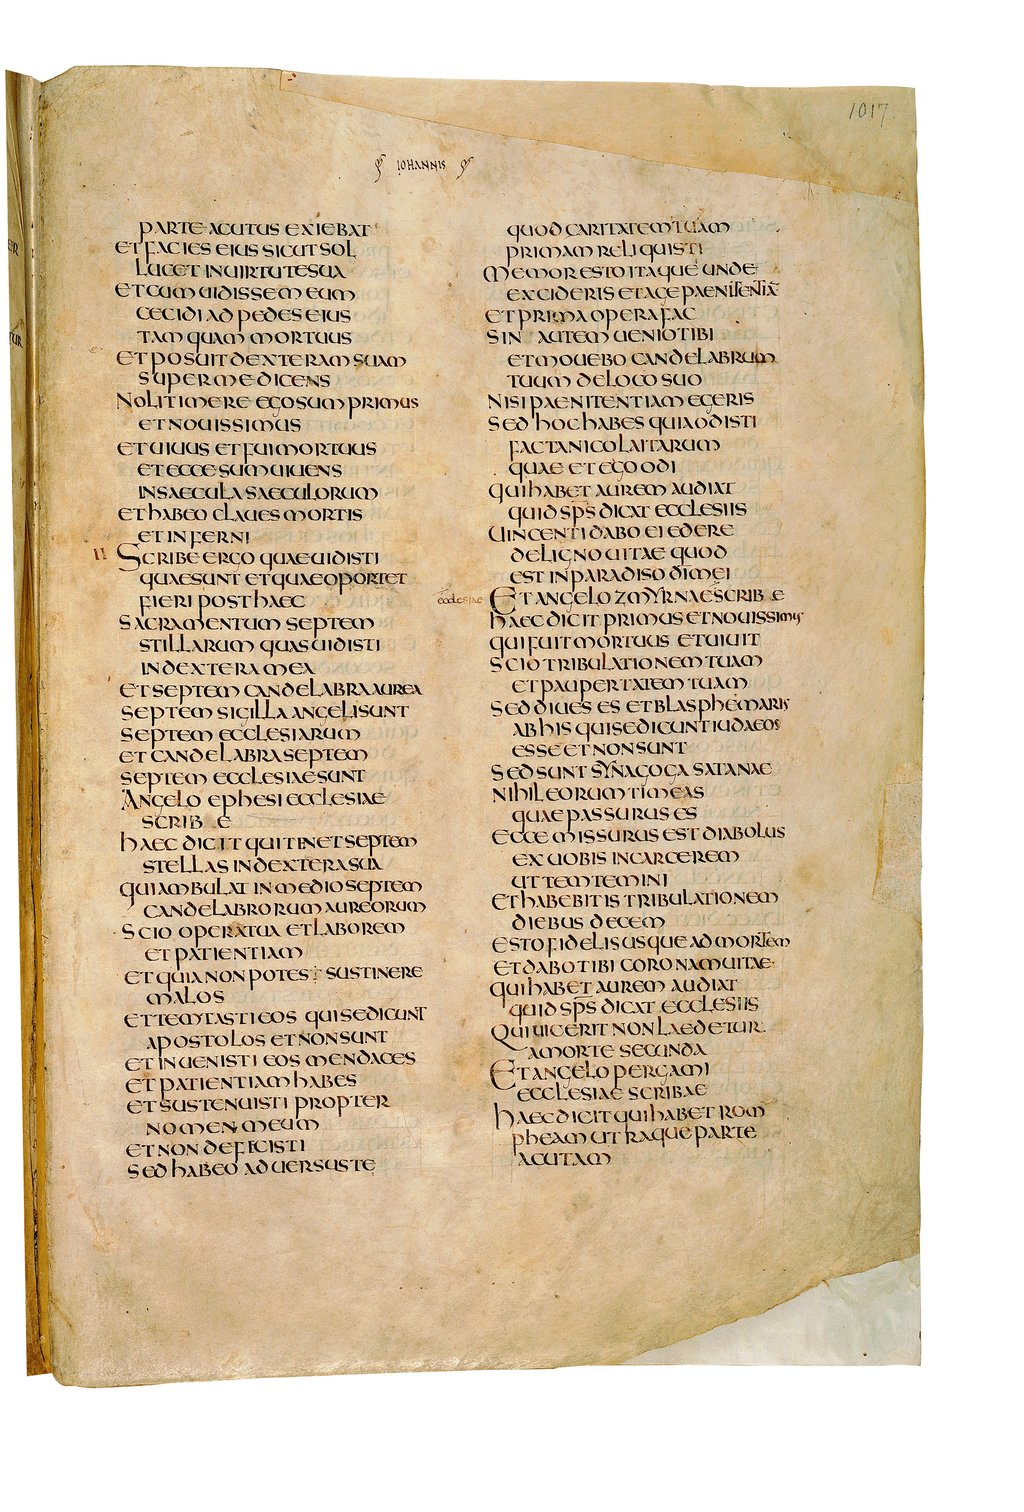 1017
IOHANNIS
PARTE ACUTUS EXIEBAT
ET FACIES EIUS SICUT SOL
LUCET IN UIRTUTE SUA
ET CUM UIDISSEM EUM
CECIDI AD PEDES EIUS
TAMQUAM MORTUUS
ET POSUIT DEXTERAM SUAM
SUPER ME DICENS
NOLI TIMERE EGO SUM PRIMUS
ET NOUISSIMUS
ET UIUUS ET FUI MORTUUS
ET ECCE SUM UIUENS
IN SAECULA SAECULORUM
ET HABEO CLAUES MORTIS
ET INFERNI
II SCRIBE ERGO QUAE UIDISTI
QUAE SUNT ET QUAE OPORTET
FIERI POST HAEC
SACRAMENTUM SEPTEM
STILLARUM QUAS UIDISTI
IN DEXTERA MEA
ET SEPTEM CANDELABRA AUREA
SEPTEM SIGILLA ANGELI SUNT
SEPTEM ECCLESIARUM
ET CANDELABRA SEPTEM
SEPTEM ECCLESIAE SUNT
ANGELO EPHESI ECCLESIAE
SCRIB E
HAEC DICIT QUI TENET SEPTEM
STELLAS IN DEXTERA SUA
QUI AMBULAT IN MEDIO SEPTEM
CANDELABRORUM AUREORUM
SCIO OPERA TUA ET LABOREM
ET PATIENTIAM
ET QUIA NON POTES SUSTINERE
MALOS
ET TEMTASTI EOS QUI SE DICUNT
APOSTOLOS ET NON SUNT
ET INUENISTI EOS MENDACES
ET PATIENTIAM HABES
ET SUSTENUISTI PROPTER
NOMEN MEUM
ET NON DEFICISTI
SED HABEO ADUERSUS TE
QUOD CARITATEM TUAM
PRIMAM RELIQUISTI
MEMOR ESTO ITAQUE UNDE
EXCIDERIS ET AGE PAENITENTIĀ
ET PRIMA OPERA FAC
SIN AUTEM UENIO TIBI
ET MOUEBO CANDELABRUM
TUUM DE LOCO SUO
NISI PAENITENTIAM EGERIS
SED HOC HABES QUIA ODISTI
FACTA NICOLAITARUM
QUAE ET EGO ODI
QUI HABET AUREM AUDIAT
QUID SP̄S DICAT ECCLESIIS
UINCENTI DABO EI EDERE
DE LIGNO UITAE QUOD
EST IN PARADISO D̄I MEI
ecclesiae ET ANGELO ZMYRNAE SCRIB E
HAEC DICIT PRIMUS ET NOUISSIMUS
QUI FUIT MORTUUS ET UIUIT
SCIO TRIBULATIONEM TUAM
ET PAUPERTATEM TUAM
SED DIUES ES ET BLASPHEMARIS
AB HIS QUI SE DICUNT IUDAEOS
ESSE ET NON SUNT
SED SUNT SYNAGOGA SATANAE
NIHIL EORUM TIMEAS
QUAE PASSURUS ES
ECCE MISSURUS EST DIABOLUS
EX UOBIS IN CARCEREM
UT TEMTEMINI
ET HABEBITIS TRIBULATIONEM
DIEBUS DECEM
ESTO FIDELIS USQUE AD MORTEM
ET DABO TIBI CORONAM UITAE
QUI HABET AUREM AUDIAT
QUID SP̄S DICAT ECCLESIIS
QUI UICERIT NON LAEDETUR
A MORTE SECUNDA
ET ANGELO PERGAMI
ECCLESIAE SCRIBAE
HAEC DICIT QUI HABET ROM
PHEAM UTRAQUE PARTE
ACUTAM